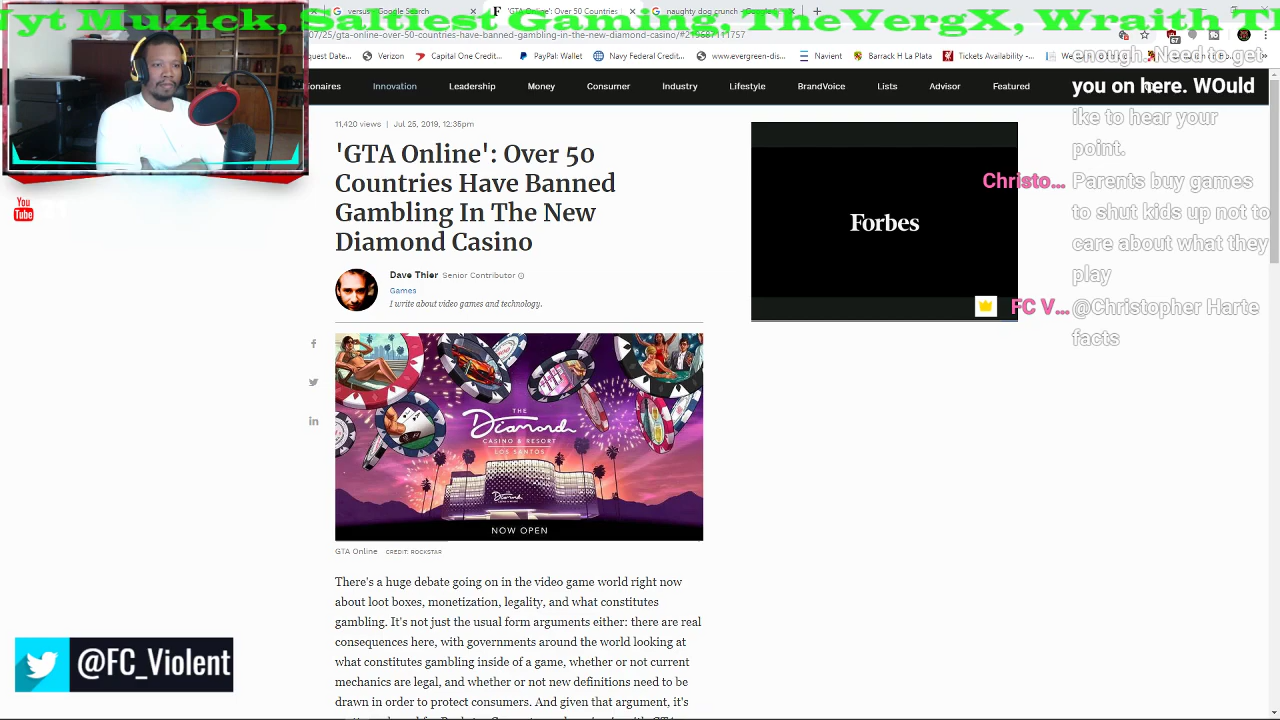 Nyt Muzick, Saltiest Gaming, TheVergX, Wraith T
versus
Google Search
'GTA Online': Over 50 Countries
naughty dog crunch
07/25/gta-online-over-50-countries-have-banned-gambling-in-the-new-diamond-casino/#219687111757
quest Date...
Verizon
Capital One Credit...
PayPal: Wallet
Navy Federal Credit...
www.evergreen-dis...
Navient
Barrack H La Plata
Tickets Availability -...
ionaires
Innovation
Leadership
Money
Consumer
Industry
Lifestyle
BrandVoice
Lists
Advisor
Featured
11,420 views | Jul 25, 2019, 12:35pm
'GTA Online': Over 50
Countries Have Banned
Gambling In The New
Diamond Casino
Dave Thier Senior Contributor
Games
I write about video games and technology.
THE
Diamond
CASINO & RESORT
LOS SANTOS
Diamond
NOW OPEN
GTA Online CREDIT: ROCKSTAR
There's a huge debate going on in the video game world right now
about loot boxes, monetization, legality, and what constitutes
gambling. It's not just the usual form arguments either: there are real
consequences here, with governments around the world looking at
what constitutes gambling inside of a game, whether or not current
mechanics are legal, and whether or not new definitions need to be
drawn in order to protect consumers. And given that argument, it's
Forbes
enough. Need to get
you on here. WOuld
ike to hear your
point.
Christo... Parents buy games
to shut kids up not to
care about what they
play
FC V... @Christopher Harte
facts
You
Tube
@FC_Violent